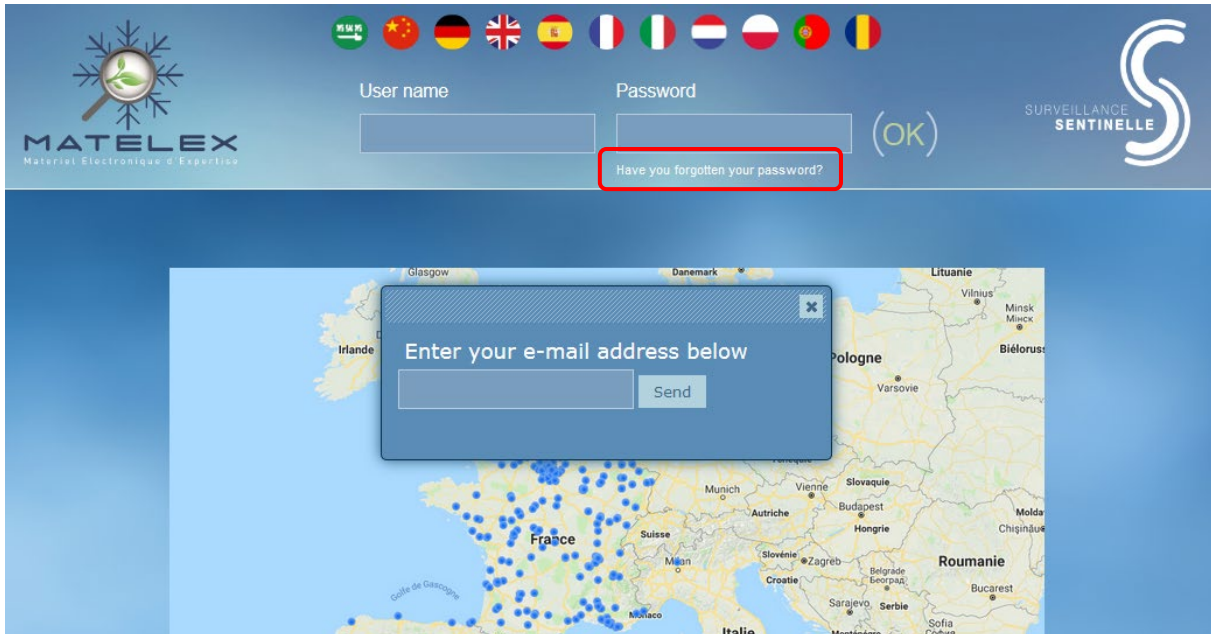 User name
Password
MATELEX
Materiel Electronique d'Expertise
(OK)
SURVEILLANCE
SENTINELLE
Have you forgotten your password?
Glasgow
Danemark
Lituanie
Vilnius
Minsk
Мінск
Irlande
Enter your e-mail address below
Pologne
Varsovie
Send
Munich
Vienne
Slovaquie
Autriche
Budapest
Hongrie
Molda
Chișinău
France
Suisse
Milan
Slovénie
Zagreb
Belgrade
Београд
Roumanie
Croatie
Golfe de Gascogne
Bucarest
Monaco
Sarajevo
Serbie
Italie
Sofia